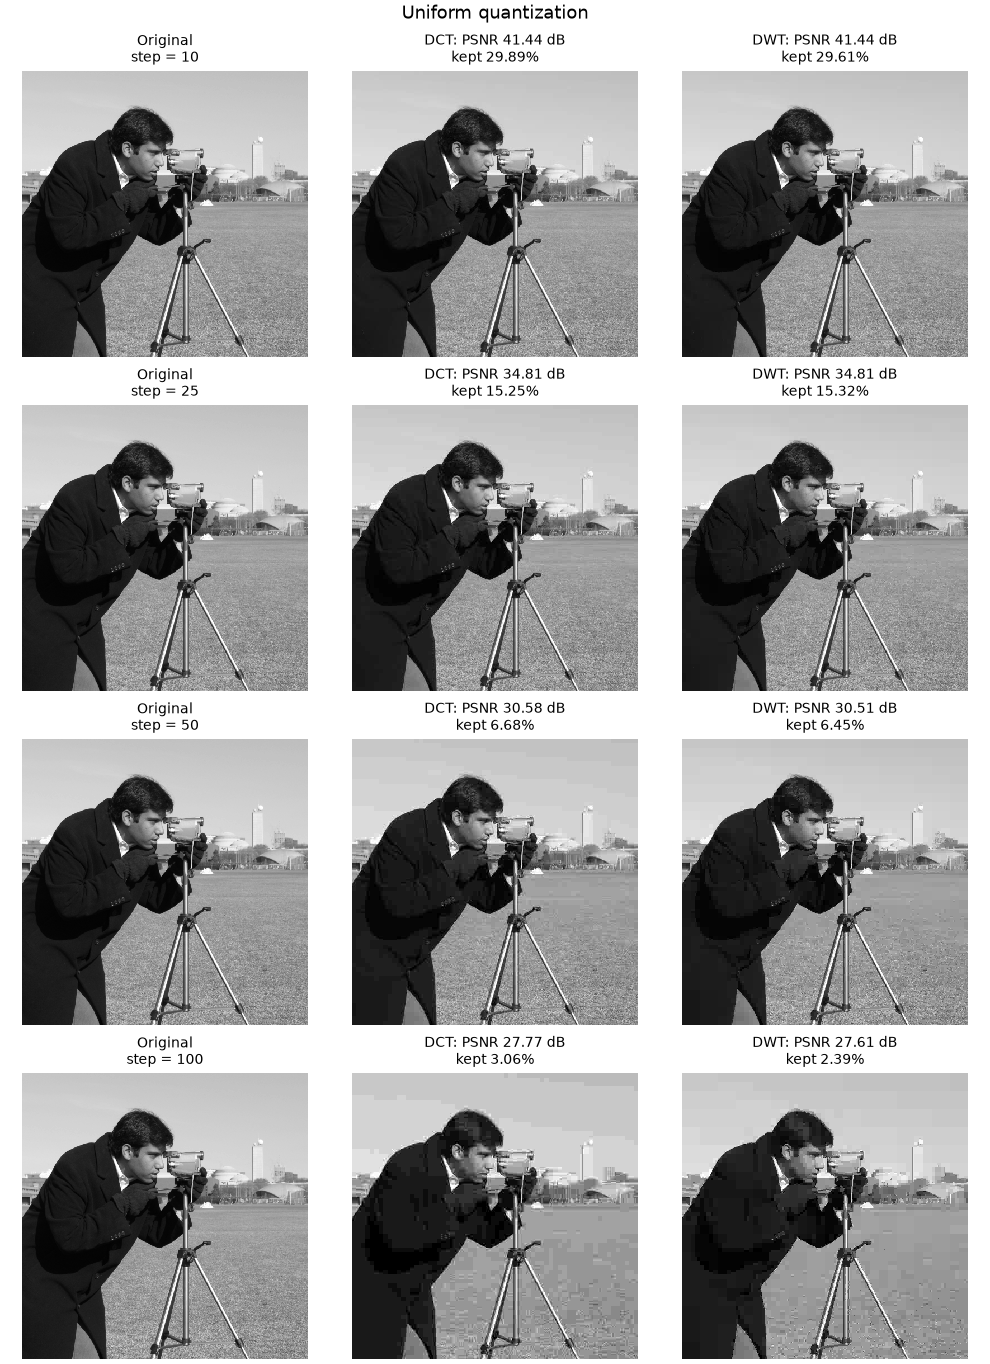 Uniform quantization
Original
step = 10
DCT: PSNR 41.44 dB
kept 29.89%
DWT: PSNR 41.44 dB
kept 29.61%
Original
step = 25
DCT: PSNR 34.81 dB
kept 15.25%
DWT: PSNR 34.81 dB
kept 15.32%
Original
step = 50
DCT: PSNR 30.58 dB
kept 6.68%
DWT: PSNR 30.51 dB
kept 6.45%
Original
step = 100
DCT: PSNR 27.77 dB
kept 3.06%
DWT: PSNR 27.61 dB
kept 2.39%